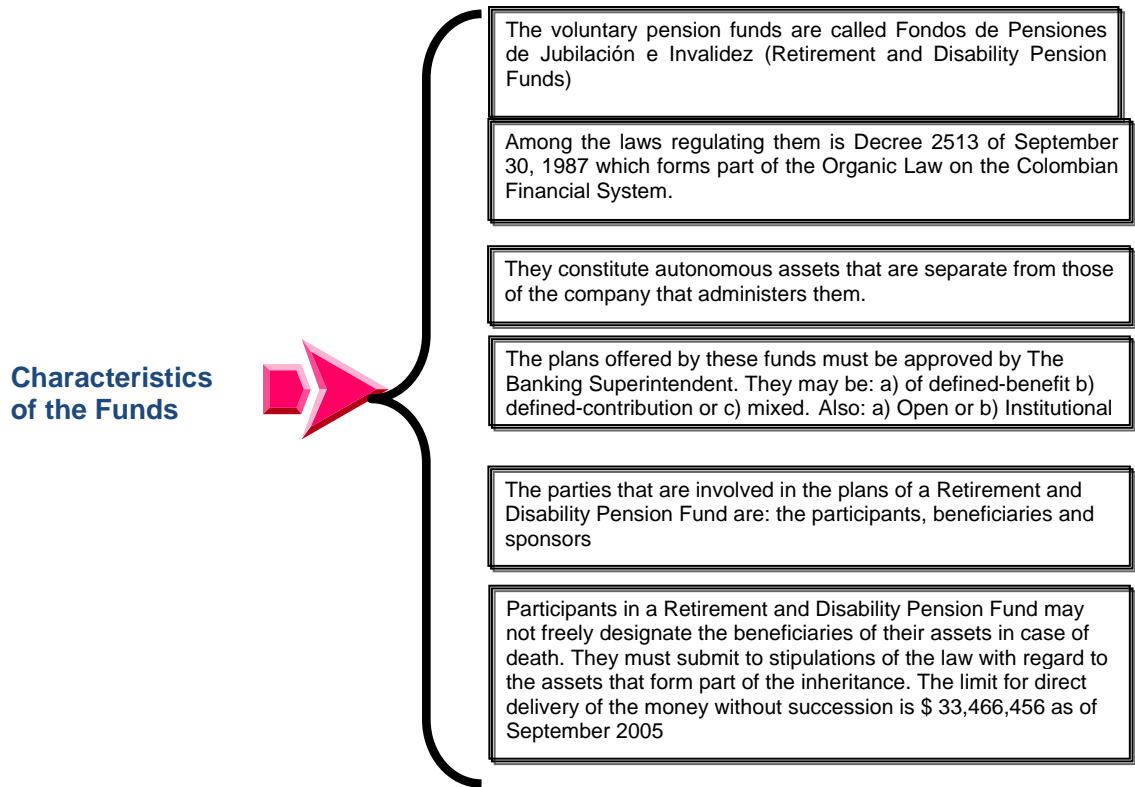 Characteristics
of the Funds
The voluntary pension funds are called Fondos de Pensiones
de Jubilación e Invalidez (Retirement and Disability Pension
Funds)
Among the laws regulating them is Decree 2513 of September
30, 1987 which forms part of the Organic Law on the Colombian
Financial System.
They constitute autonomous assets that are separate from those
of the company that administers them.
The plans offered by these funds must be approved by The
Banking Superintendent. They may be: a) of defined-benefit b)
defined-contribution or c) mixed. Also: a) Open or b) Institutional
The parties that are involved in the plans of a Retirement and
Disability Pension Fund are: the participants, beneficiaries and
sponsors
Participants in a Retirement and Disability Pension Fund may
not freely designate the beneficiaries of their assets in case of
death. They must submit to stipulations of the law with regard to
the assets that form part of the inheritance. The limit for direct
delivery of the money without succession is $ 33,466,456 as of
September 2005